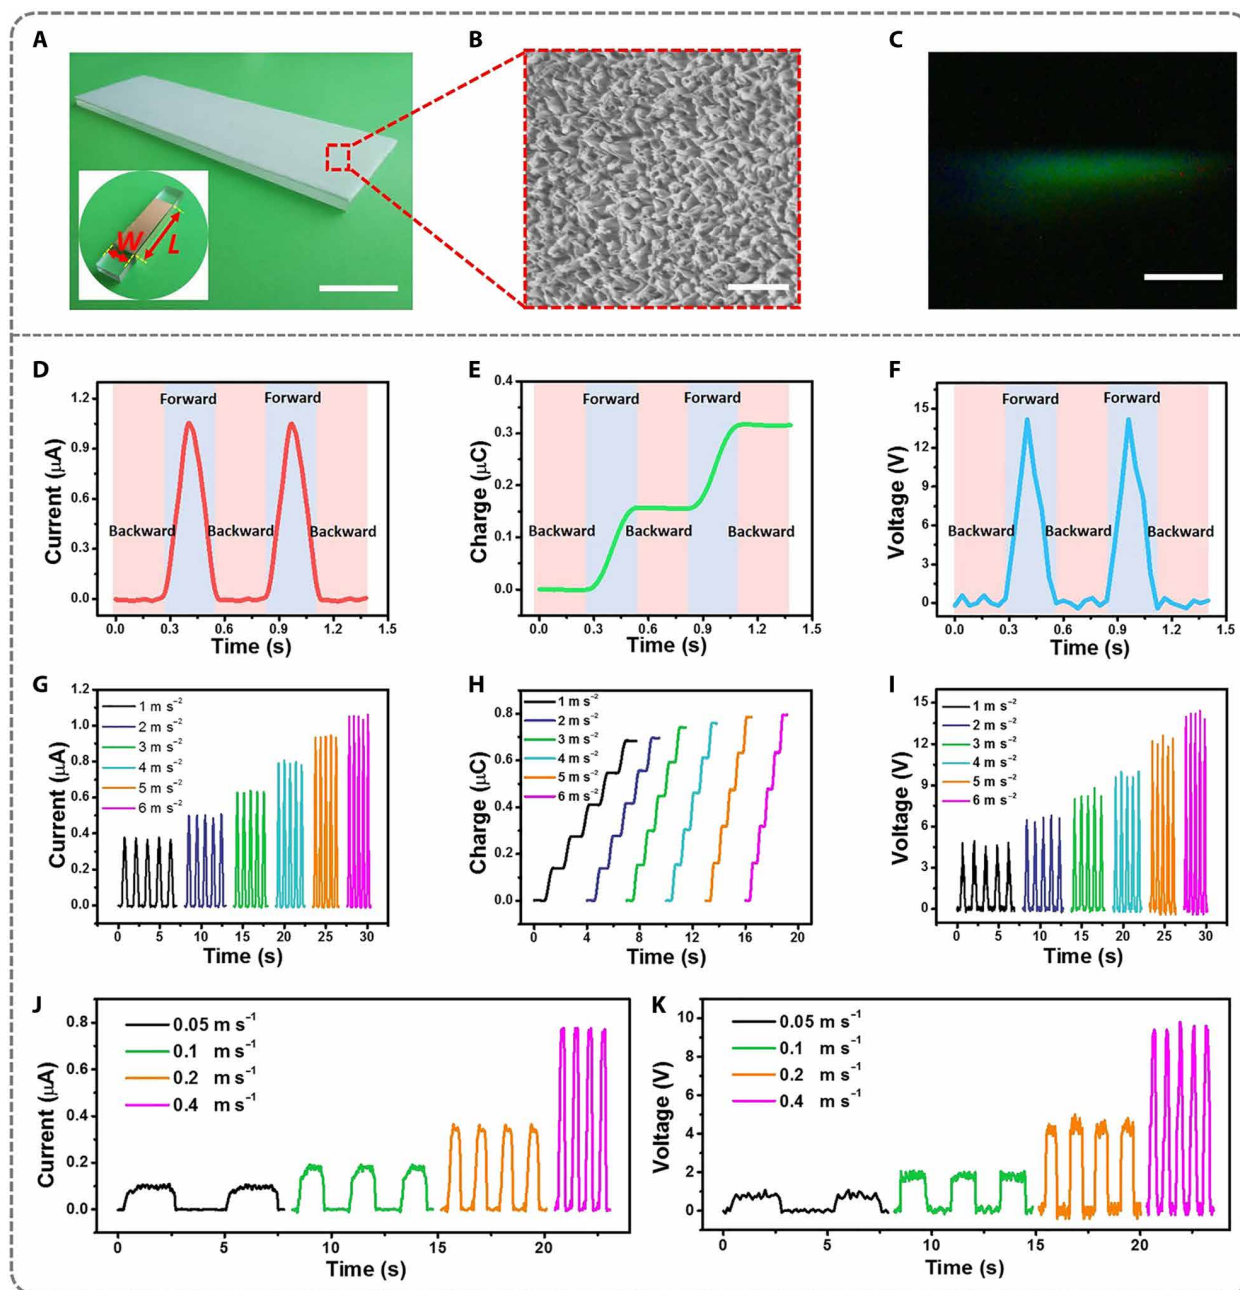 A
B
C
W
L
D
Current (μA)
1.2
0.9
0.6
0.3
0.0
Forward
Forward
Backward
Backward
Backward
0.0
0.3
0.6
0.9
1.2
1.5
Time (s)
E
Charge (μC)
0.4
0.3
0.2
0.1
0.0
Forward
Forward
Backward
Backward
Backward
0.0
0.3
0.6
0.9
1.2
1.5
Time (s)
F
Voltage (V)
15
12
9
6
3
0
Forward
Forward
Backward
Backward
Backward
0.0
0.3
0.6
0.9
1.2
1.5
Time (s)
G
Current (μA)
1.2
1.0
0.8
0.6
0.4
0.2
0.0
1 m s⁻²
2 m s⁻²
3 m s⁻²
4 m s⁻²
5 m s⁻²
6 m s⁻²
0
5
10
15
20
25
30
Time (s)
H
Charge (μC)
0.8
0.6
0.4
0.2
0.0
1 m s⁻²
2 m s⁻²
3 m s⁻²
4 m s⁻²
5 m s⁻²
6 m s⁻²
0
4
8
12
16
20
Time (s)
I
Voltage (V)
15
12
9
6
3
0
1 m s⁻²
2 m s⁻²
3 m s⁻²
4 m s⁻²
5 m s⁻²
6 m s⁻²
0
5
10
15
20
25
30
Time (s)
J
Current (μA)
0.8
0.6
0.4
0.2
0.0
0.05 m s⁻¹
0.1 m s⁻¹
0.2 m s⁻¹
0.4 m s⁻¹
0
5
10
15
20
Time (s)
K
Voltage (V)
10
8
6
4
2
0
0.05 m s⁻¹
0.1 m s⁻¹
0.2 m s⁻¹
0.4 m s⁻¹
0
5
10
15
20
Time (s)